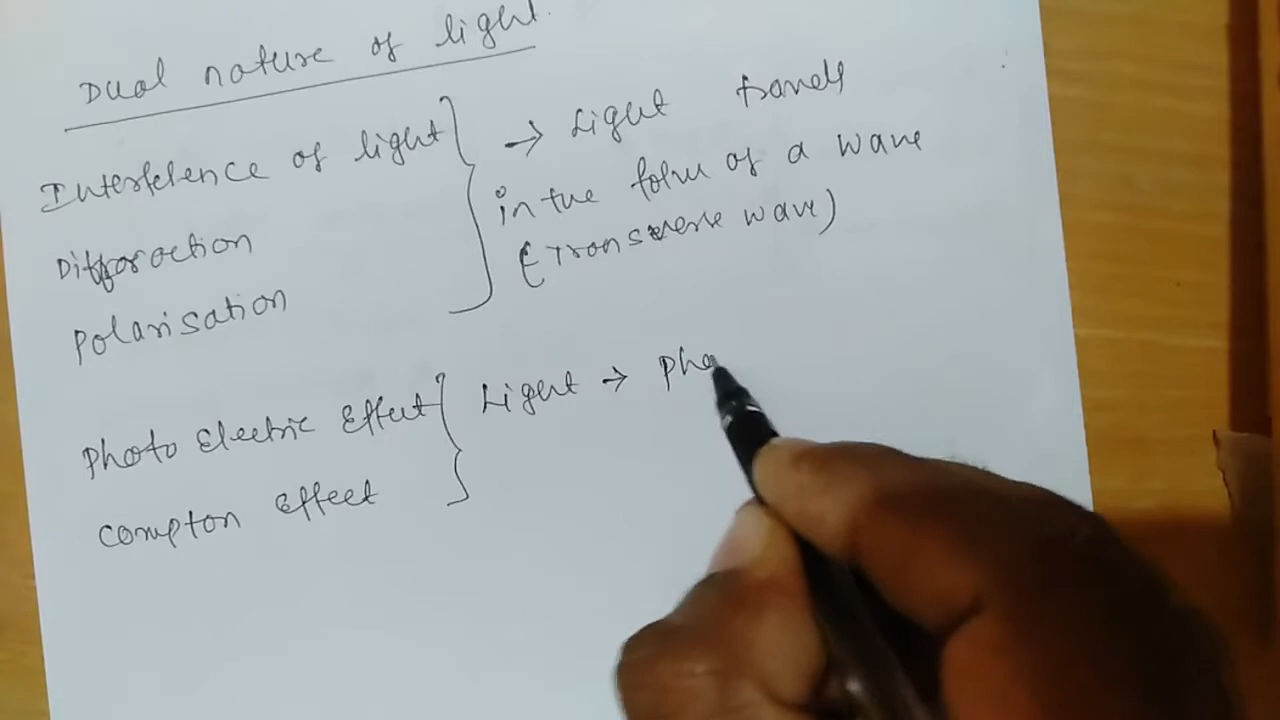 Dual nature of light.
Interference of light
Diffraction
Polarisation
→ Light travels
in the form of a wave
(Transverse wave)
Photo Electric Effect
Compton Effect
Light → Pho